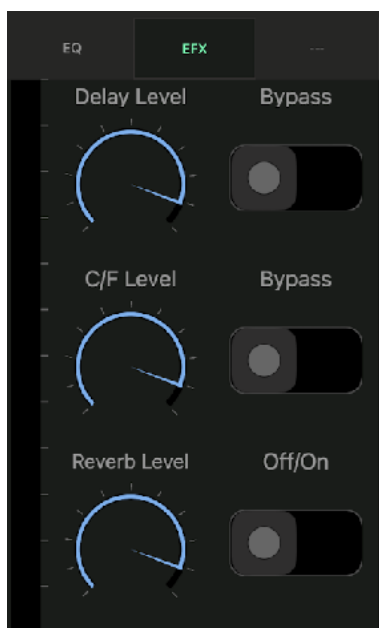 EQ EFX ---
Delay Level Bypass
C/F Level Bypass
Reverb Level Off/On